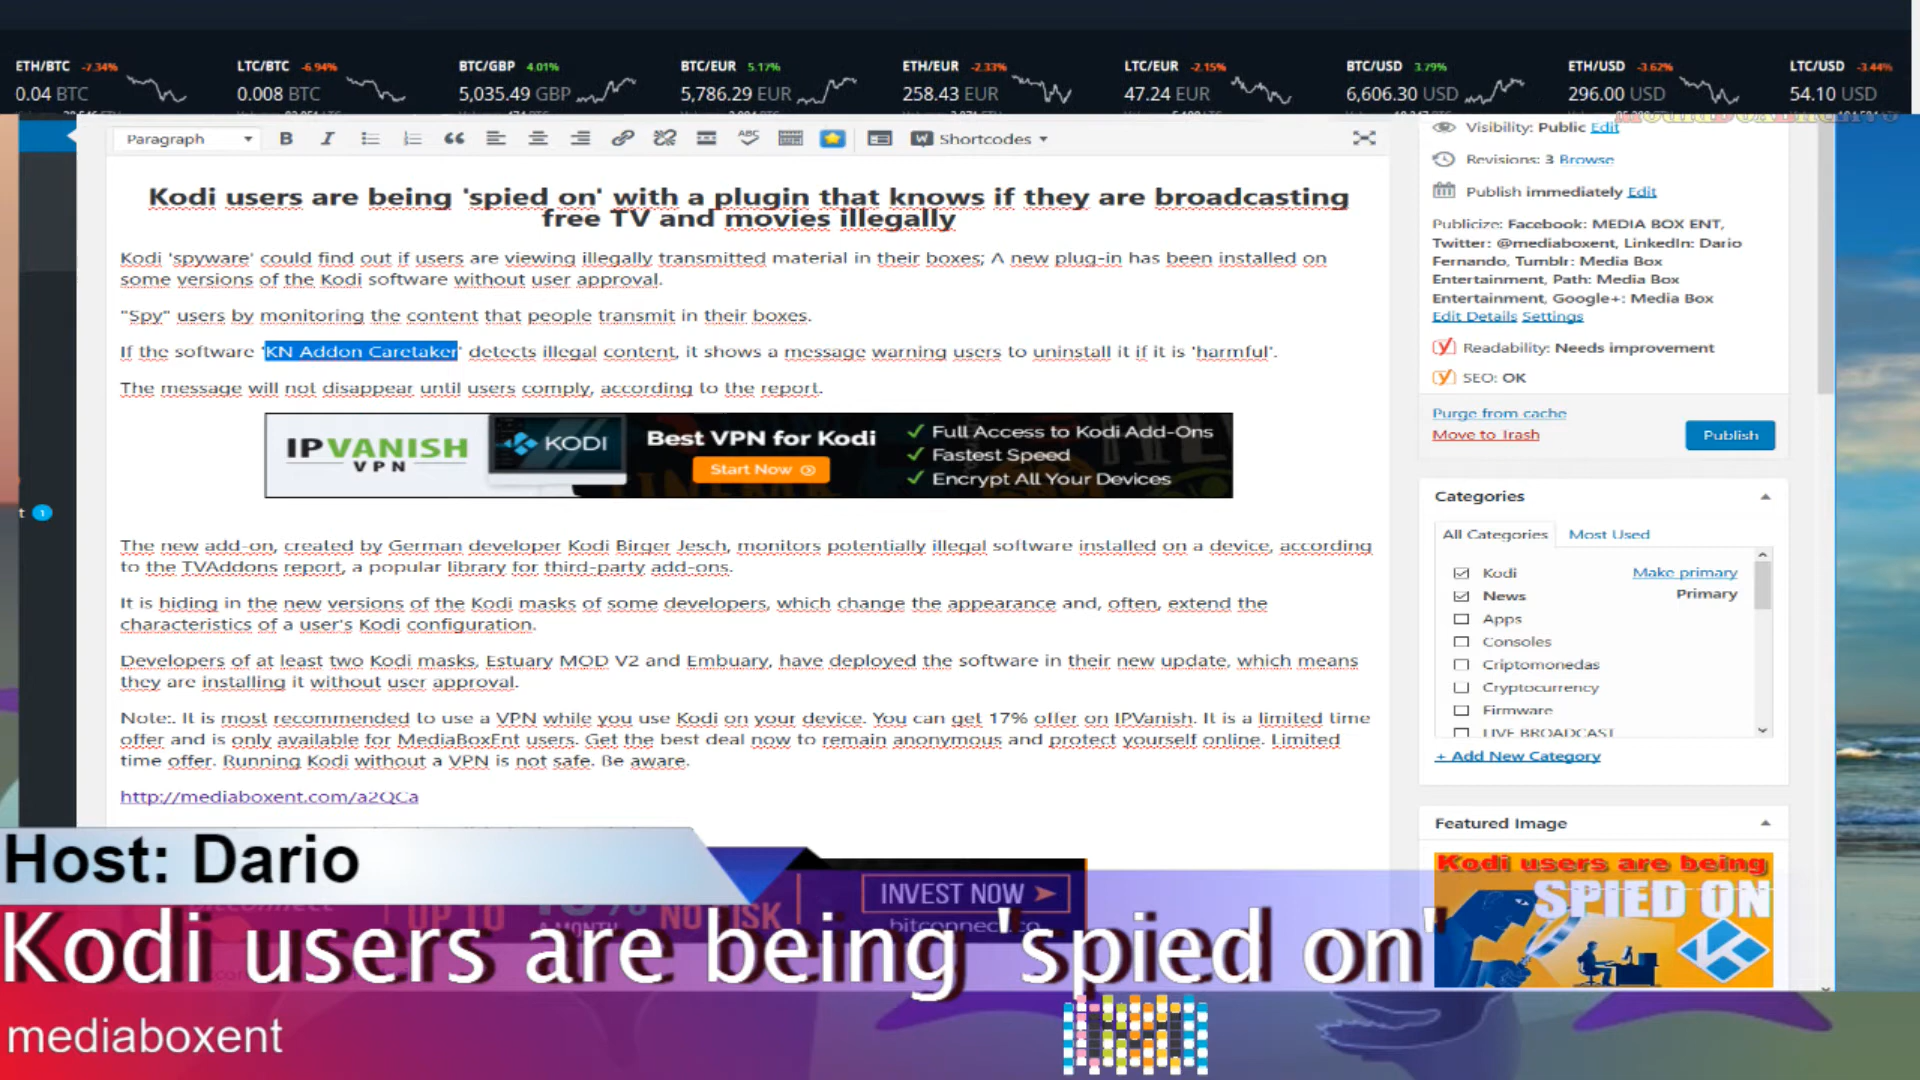 ETH/BTC -7.34%
0.04 BTC
LTC/BTC -6.94%
0.008 BTC
BTC/GBP 4.01%
5,035.49 GBP
BTC/EUR 5.17%
5,786.29 EUR
ETH/EUR -2.33%
258.43 EUR
LTC/EUR -2.15%
47.24 EUR
BTC/USD 3.79%
6,606.30 USD
ETH/USD -3.62%
296.00 USD
LTC/USD -3.44%
54.10 USD
Paragraph
B I
ABC
Shortcodes
Kodi users are being 'spied on' with a plugin that knows if they are broadcasting
free TV and movies illegally
Kodi 'spyware' could find out if users are viewing illegally transmitted material in their boxes; A new plug-in has been installed on
some versions of the Kodi software without user approval.
"Spy" users by monitoring the content that people transmit in their boxes.
If the software 'KN Addon Caretaker' detects illegal content, it shows a message warning users to uninstall it if it is 'harmful'.
The message will not disappear until users comply, according to the report.
IPVANISH
VPN
KODI
Best VPN for Kodi
Start Now
Full Access to Kodi Add-Ons
Fastest Speed
Encrypt All Your Devices
The new add-on, created by German developer Kodi Birger Jesch, monitors potentially illegal software installed on a device, according
to the TVAddons report, a popular library for third-party add-ons.
It is hiding in the new versions of the Kodi masks of some developers, which change the appearance and, often, extend the
characteristics of a user's Kodi configuration.
Developers of at least two Kodi masks, Estuary MOD V2 and Embuary, have deployed the software in their new update, which means
they are installing it without user approval.
Note:. It is most recommended to use a VPN while you use Kodi on your device. You can get 17% offer on IPVanish. It is a limited time
offer and is only available for MediaBoxEnt users. Get the best deal now to remain anonymous and protect yourself online. Limited
time offer. Running Kodi without a VPN is not safe. Be aware.
http://mediaboxent.com/a2QCa
t 1
Visibility: Public Edit
Revisions: 3 Browse
Publish immediately Edit
Publicize: Facebook: MEDIA BOX ENT,
Twitter: @mediaboxent, LinkedIn: Dario
Fernando, Tumblr: Media Box
Entertainment, Path: Media Box
Entertainment, Google+: Media Box
Edit Details Settings
Readability: Needs improvement
SEO: OK
Purge from cache
Move to Trash
Publish
Categories
All Categories
Most Used
Kodi
Make primary
News
Primary
Apps
Consoles
Criptomonedas
Cryptocurrency
Firmware
LIVE BROADCAST
+ Add New Category
Featured Image
Kodi users are being
SPIED ON
Host: Dario
UP TO
NO RISK
INVEST NOW
bitconnect.co
Kodi users are being 'spied on'
mediaboxent